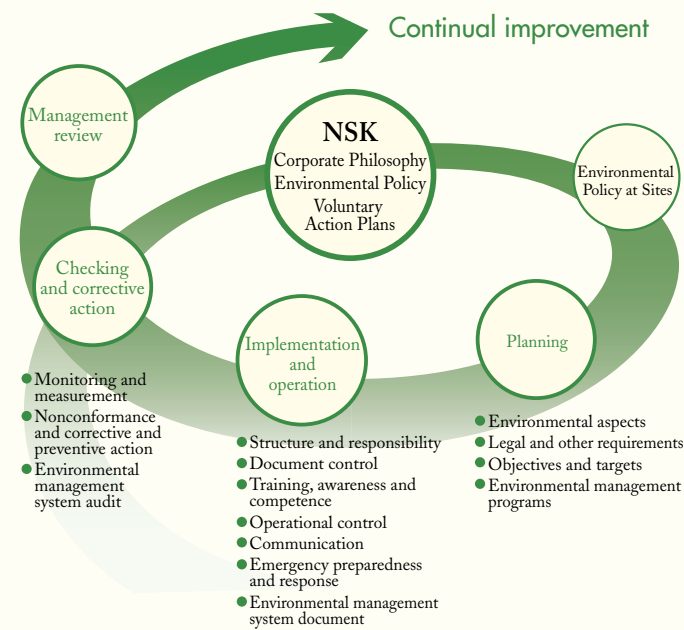 Continual improvement
Management
review
NSK
Corporate Philosophy
Environmental Policy
Voluntary
Action Plans
Environmental
Policy at Sites
Checking
and corrective
action
Implementation
and
operation
Planning
● Monitoring and
measurement
● Nonconformance
and corrective and
preventive action
● Environmental
management
system audit
● Structure and responsibility
● Document control
● Training, awareness and
competence
● Operational control
● Communication
● Emergency preparedness
and response
● Environmental management
system document
● Environmental aspects
● Legal and other requirements
● Objectives and targets
● Environmental management
programs